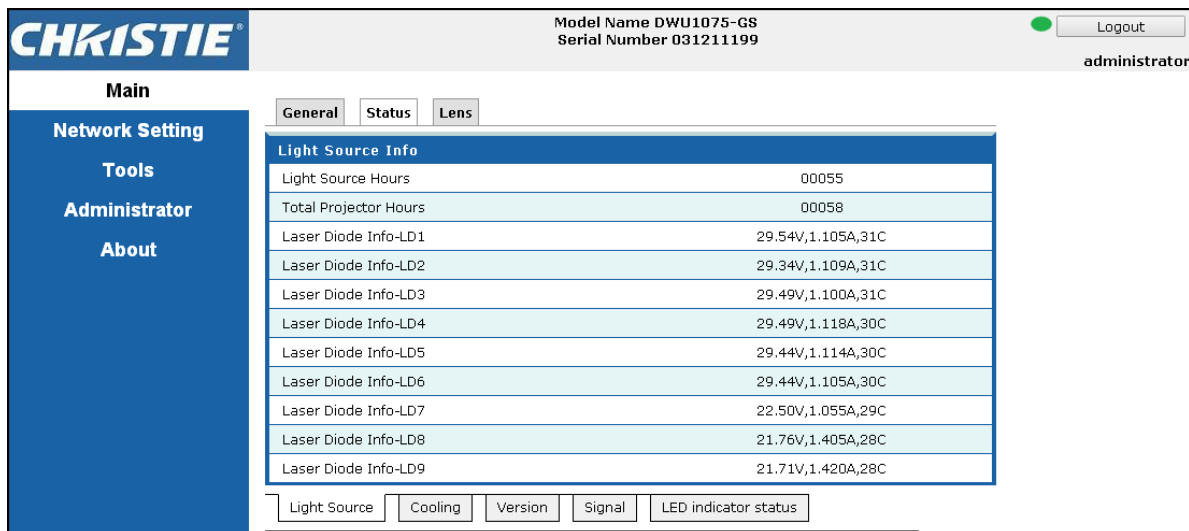 CHRISTIE®
Model Name DWU1075-GS
Serial Number 031211199
Logout
administrator
Main
Network Setting
Tools
Administrator
About
General Status Lens
Light Source Info
Light Source Hours 00055
Total Projector Hours 00058
Laser Diode Info-LD1 29.54V,1.105A,31C
Laser Diode Info-LD2 29.34V,1.109A,31C
Laser Diode Info-LD3 29.49V,1.100A,31C
Laser Diode Info-LD4 29.49V,1.118A,30C
Laser Diode Info-LD5 29.44V,1.114A,30C
Laser Diode Info-LD6 29.44V,1.105A,30C
Laser Diode Info-LD7 22.50V,1.055A,29C
Laser Diode Info-LD8 21.76V,1.405A,28C
Laser Diode Info-LD9 21.71V,1.420A,28C
Light Source Cooling Version Signal LED indicator status